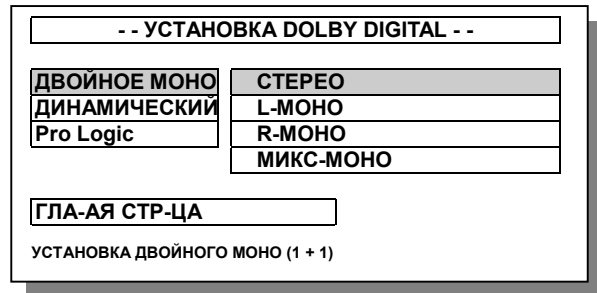 - - УСТАНОВКА DOLBY DIGITAL - -
ДВОЙНОЕ МОНО СТЕРЕО
ДИНАМИЧЕСКИЙ L-МОНО
Pro Logic R-МОНО
МИКС-МОНО
ГЛА-АЯ СТР-ЦА
УСТАНОВКА ДВОЙНОГО МОНО (1 + 1)